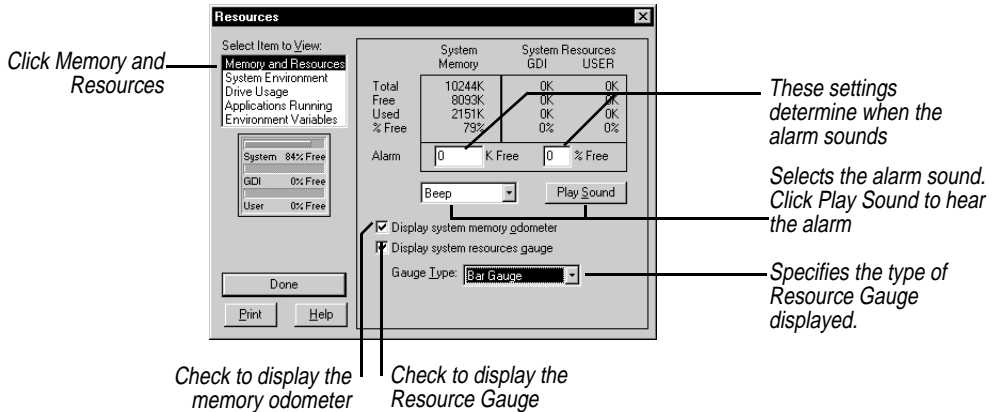 Resources
Click Memory and
Resources
Select Item to View:
Memory and Resources
System Environment
Drive Usage
Applications Running
Environment Variables
System 84% Free
GDI 0% Free
User 0% Free
Done
Print Help
System System Resources
Memory GDI USER
Total 10244K 0K 0K
Free 8093K 0K 0K
Used 2151K 0K 0K
% Free 79% 0% 0%
Alarm 0 K Free 0 % Free
Beep Play Sound
Display system memory odometer
Display system resources gauge
Gauge Type: Bar Gauge
These settings
determine when the
alarm sounds
Selects the alarm sound.
Click Play Sound to hear
the alarm
Specifies the type of
Resource Gauge
displayed.
Check to display the
memory odometer
Check to display the
Resource Gauge